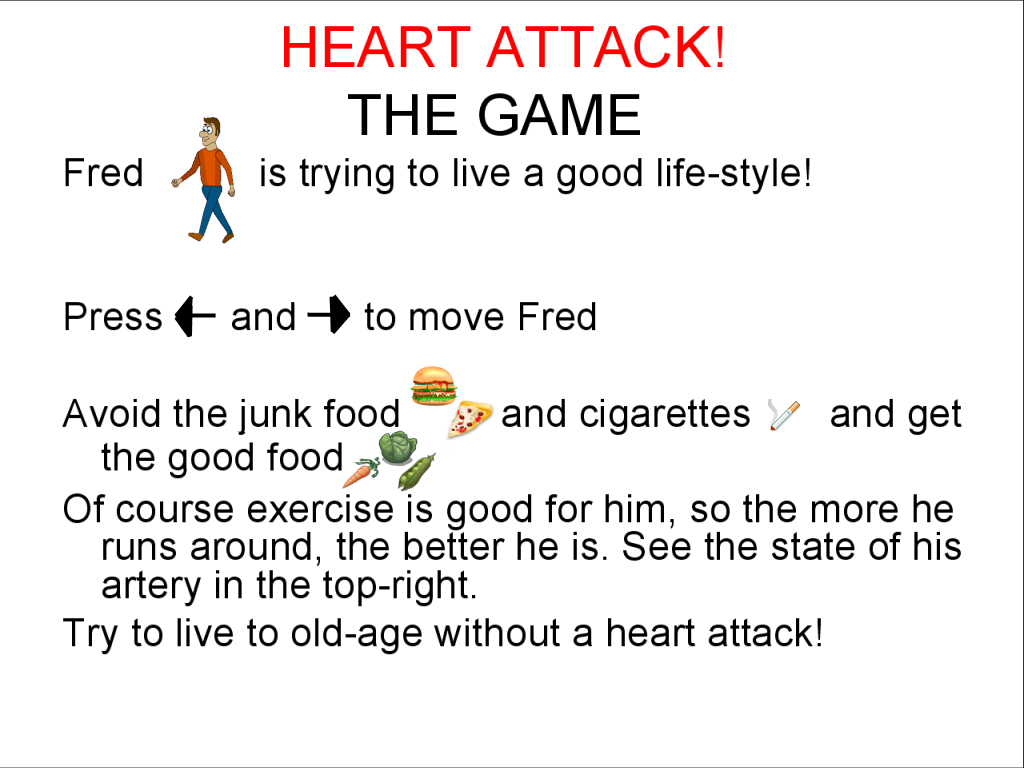 HEART ATTACK!
THE GAME
Fred is trying to live a good life-style!
Press and to move Fred
Avoid the junk food and cigarettes and get
the good food
Of course exercise is good for him, so the more he
runs around, the better he is. See the state of his
artery in the top-right.
Try to live to old-age without a heart attack!